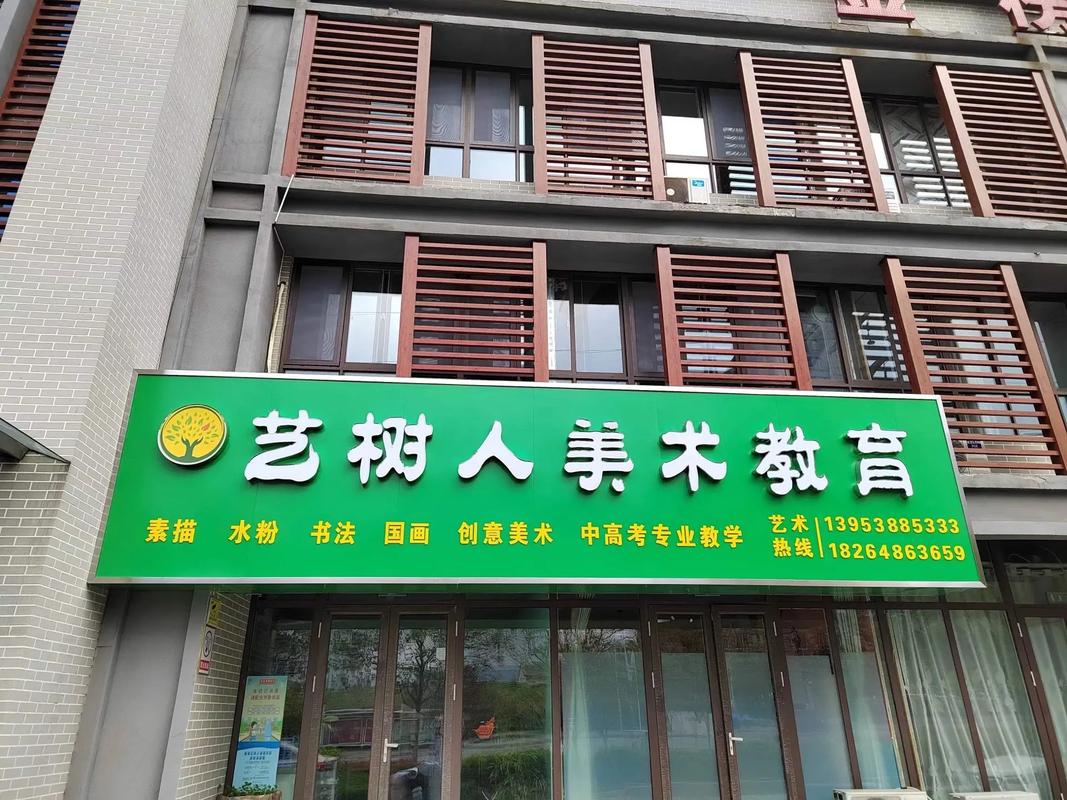 艺树人美术教育
素描 水粉 书法 国画 创意美术 中高考专业教学
艺术热线
13953885333
18264863659